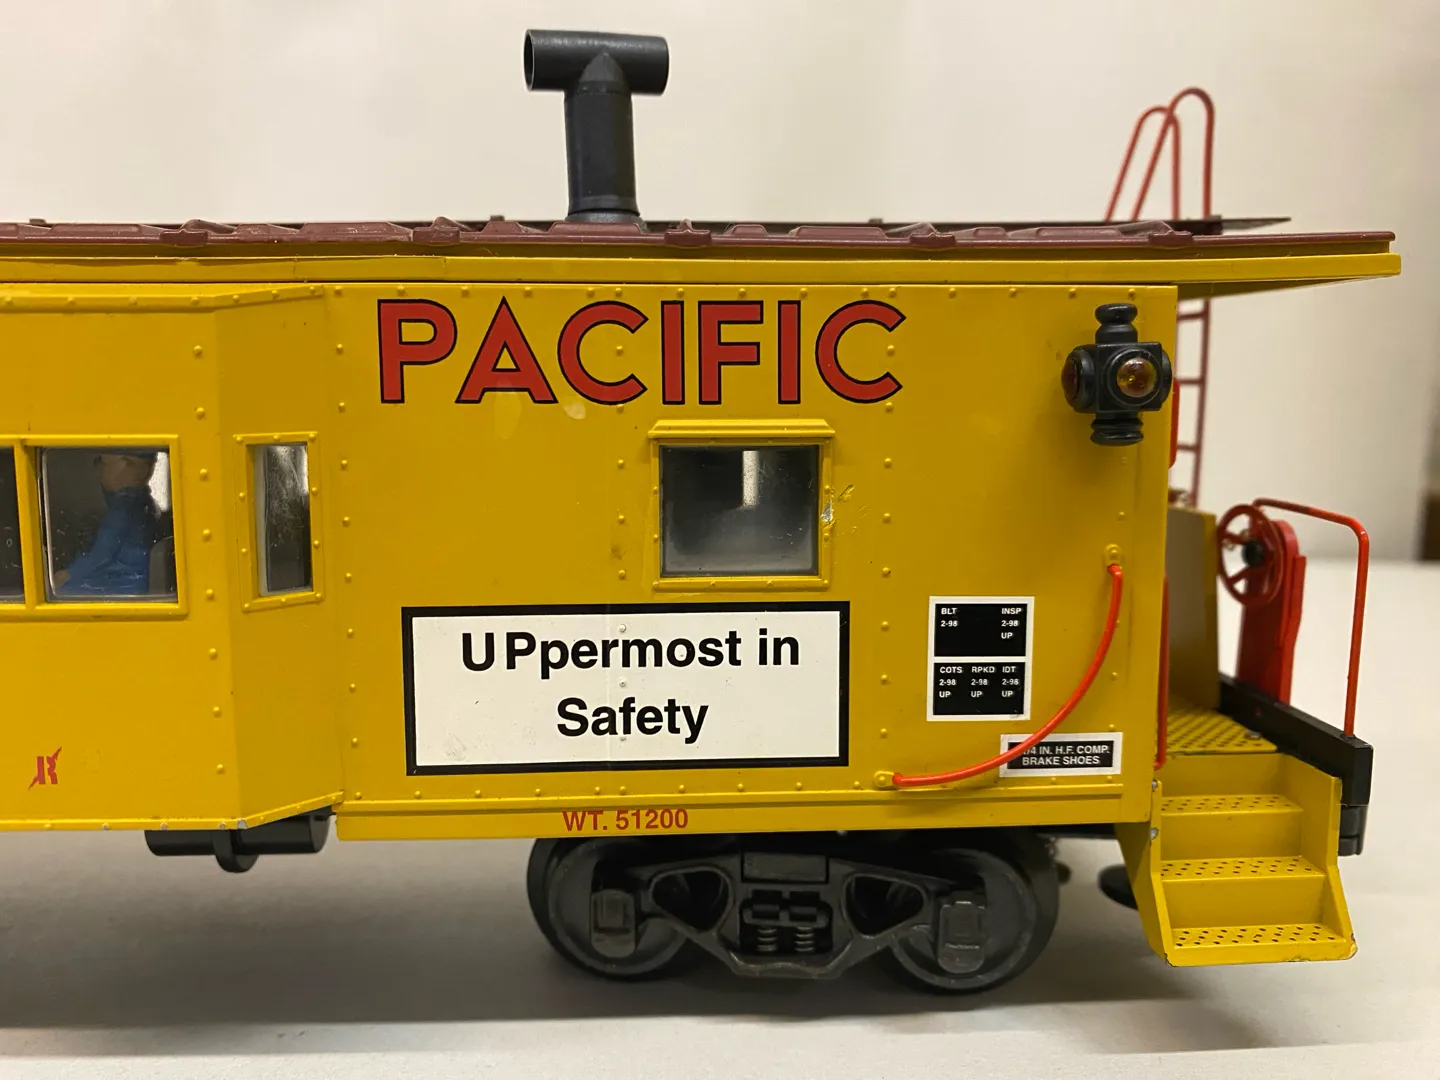 PACIFIC
UPpermost in
Safety
BLT INSP
2-98 2-98
UP
COTS RPKD IDT
2-98 2-98 2-98
UP UP UP
IN. H.F. COMP.
BRAKE SHOES
WT. 51200